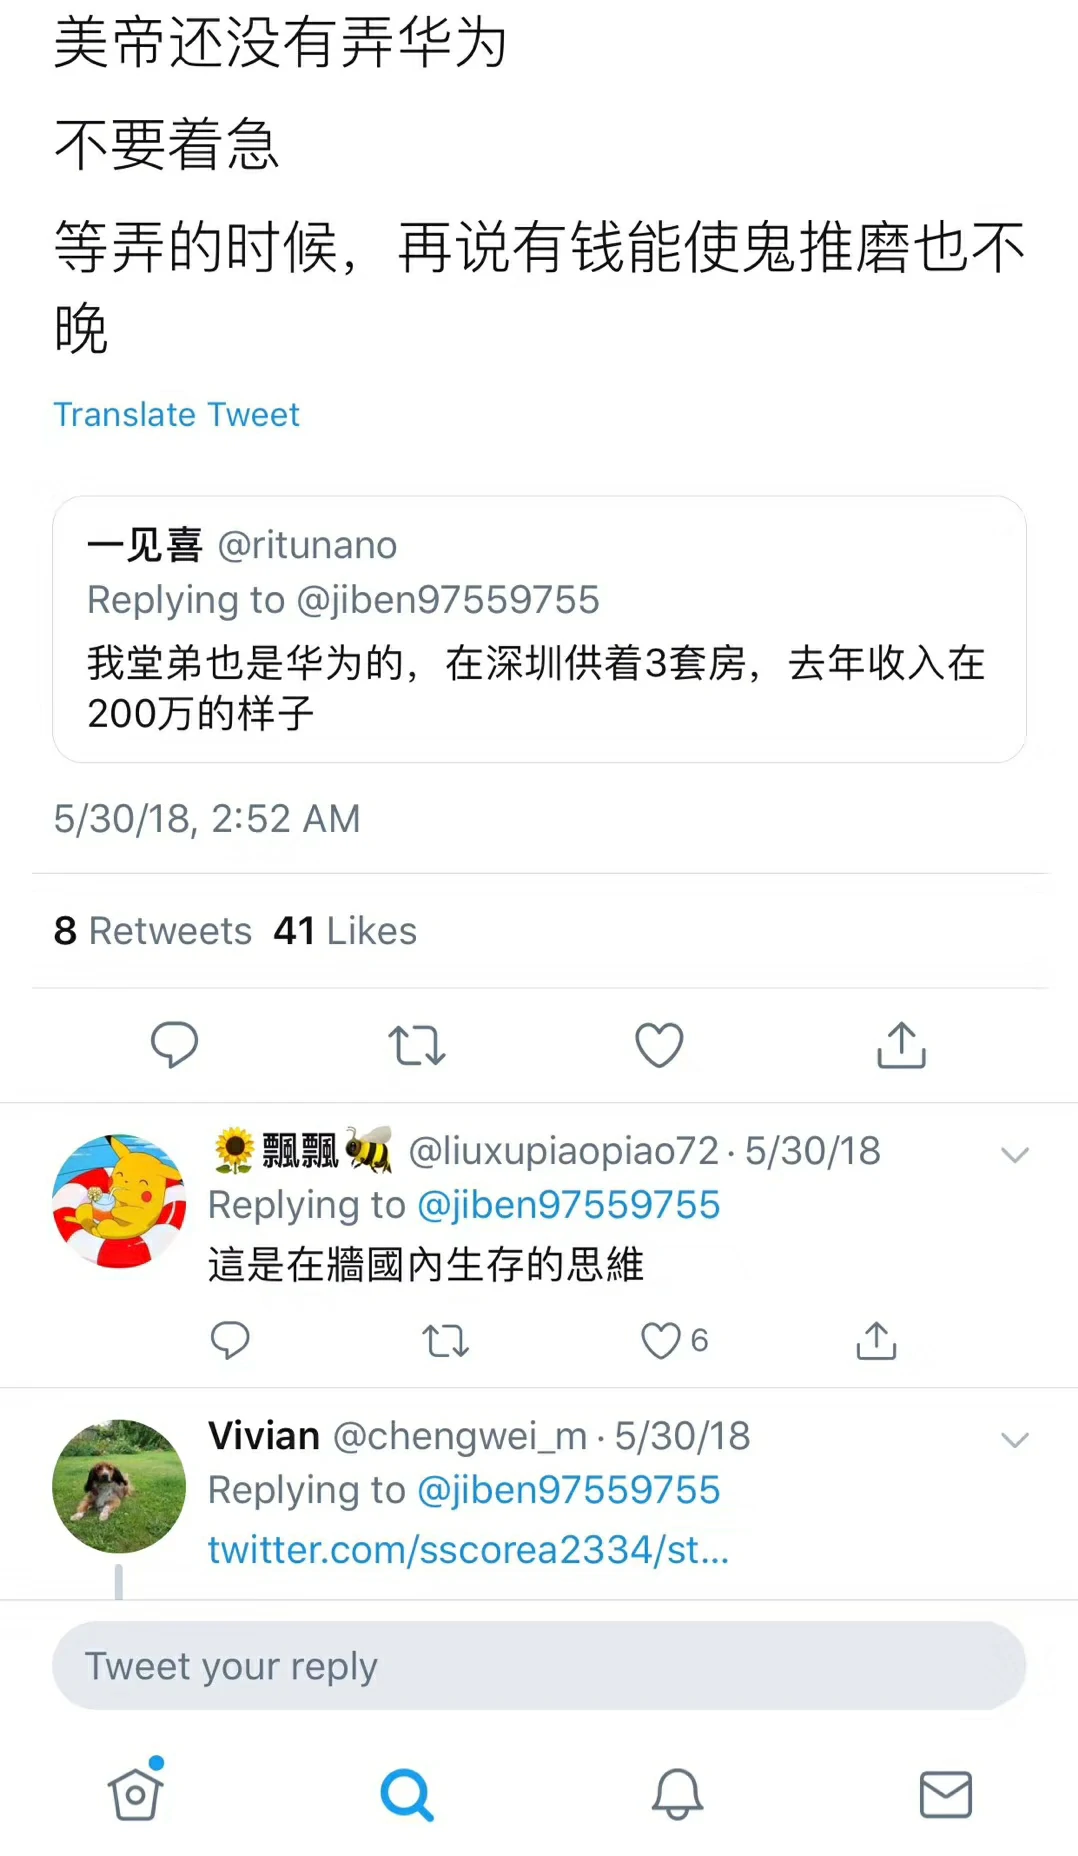 美帝还没有弄华为
不要着急
等弄的时候，再说有钱能使鬼推磨也不
晚
Translate Tweet
一见喜 @ritunano
Replying to @jiben97559755
我堂弟也是华为的，在深圳供着3套房，去年收入在
200万的样子
5/30/18, 2:52 AM
8 Retweets 41 Likes
🌻飄飄🐝 @liuxupiaopiao72 · 5/30/18
Replying to @jiben97559755
這是在牆國內生存的思維
6
Vivian @chengwei_m · 5/30/18
Replying to @jiben97559755
twitter.com/sscorea2334/st...
Tweet your reply